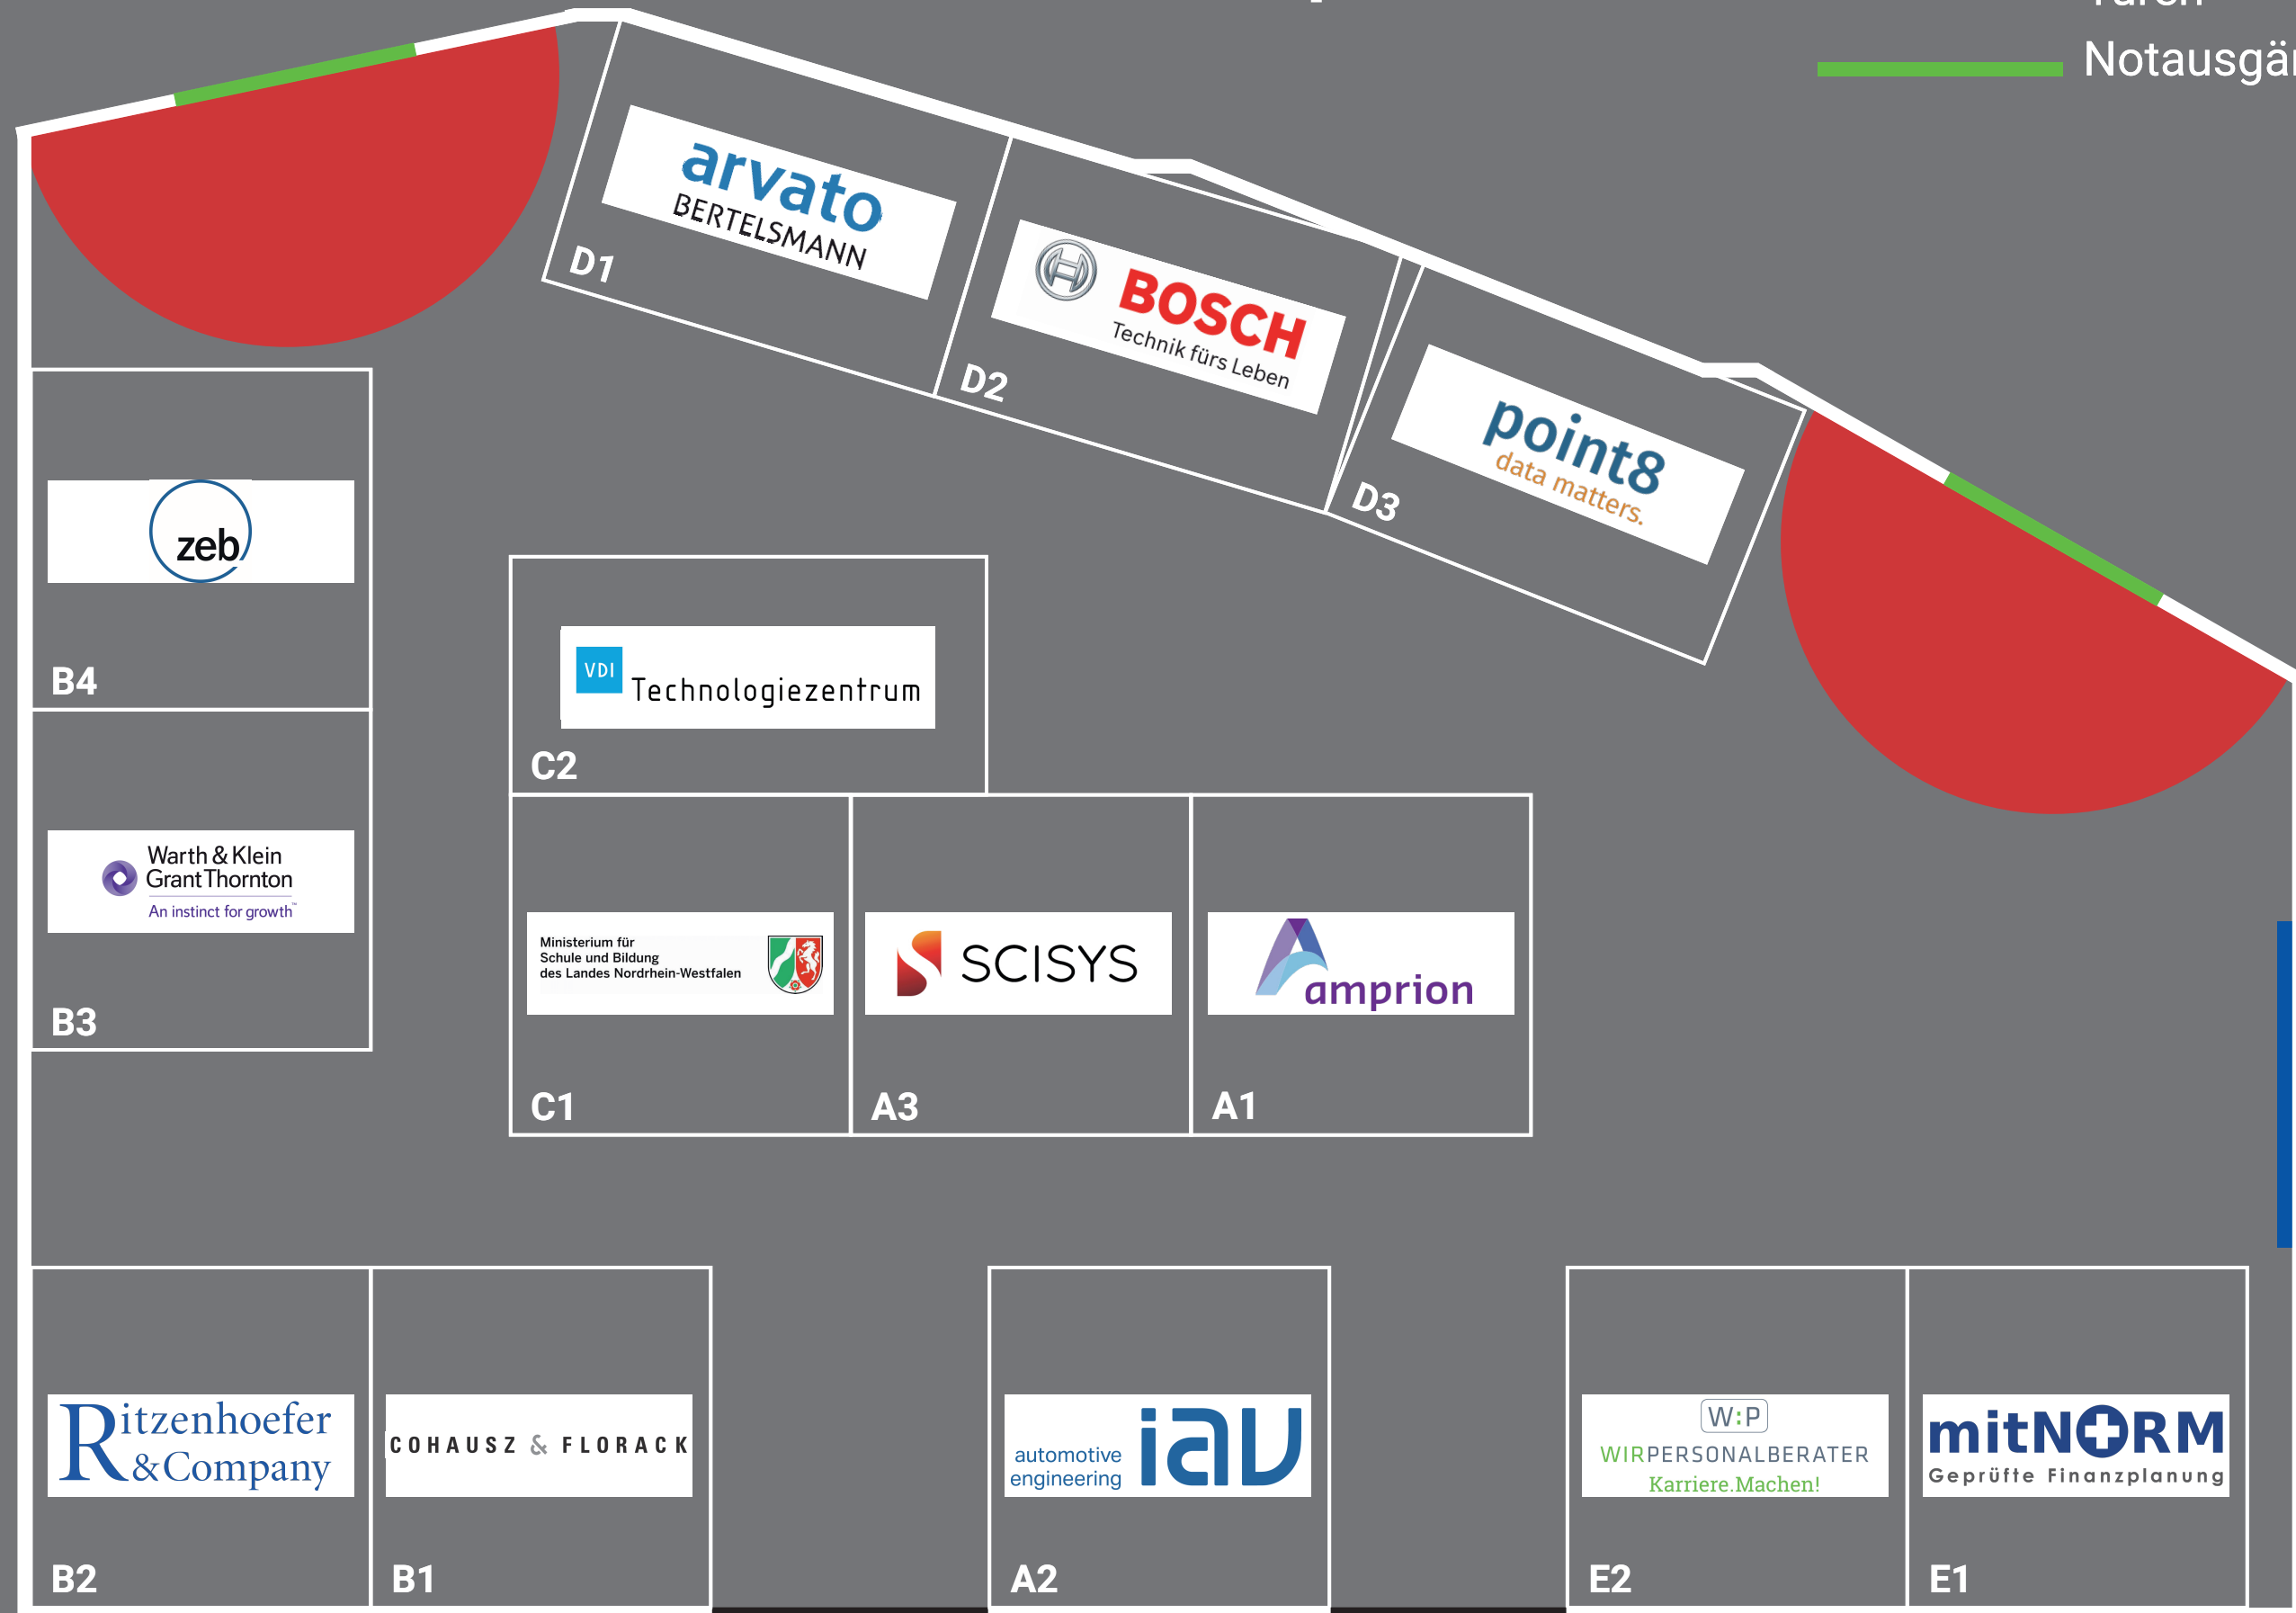 arvato
BERTELSMANN
D1
BOSCH
Technik fürs Leben
D2
point8
data matters.
D3
zeb
B4
VDI Technologiezentrum
C2
Warth & Klein
Grant Thornton
An instinct for growth™
B3
Ministerium für
Schule und Bildung
des Landes Nordrhein-Westfalen
C1
SCISYS
A3
amprion
A1
Ritzenhoefer
& Company
B2
COHAUSZ & FLORACK
B1
automotive
engineering
iav
A2
W:P
WIRPERSONALBERATER
Karriere.Machen!
E2
mitNORM
Geprüfte Finanzplanung
E1